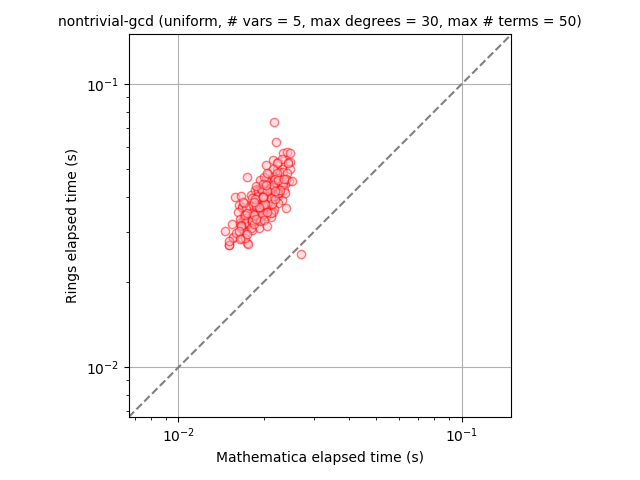 nontrivial-gcd (uniform, # vars = 5, max degrees = 30, max # terms = 50)
10⁻¹
Rings elapsed time (s)
10⁻²
10⁻² 10⁻¹
Mathematica elapsed time (s)